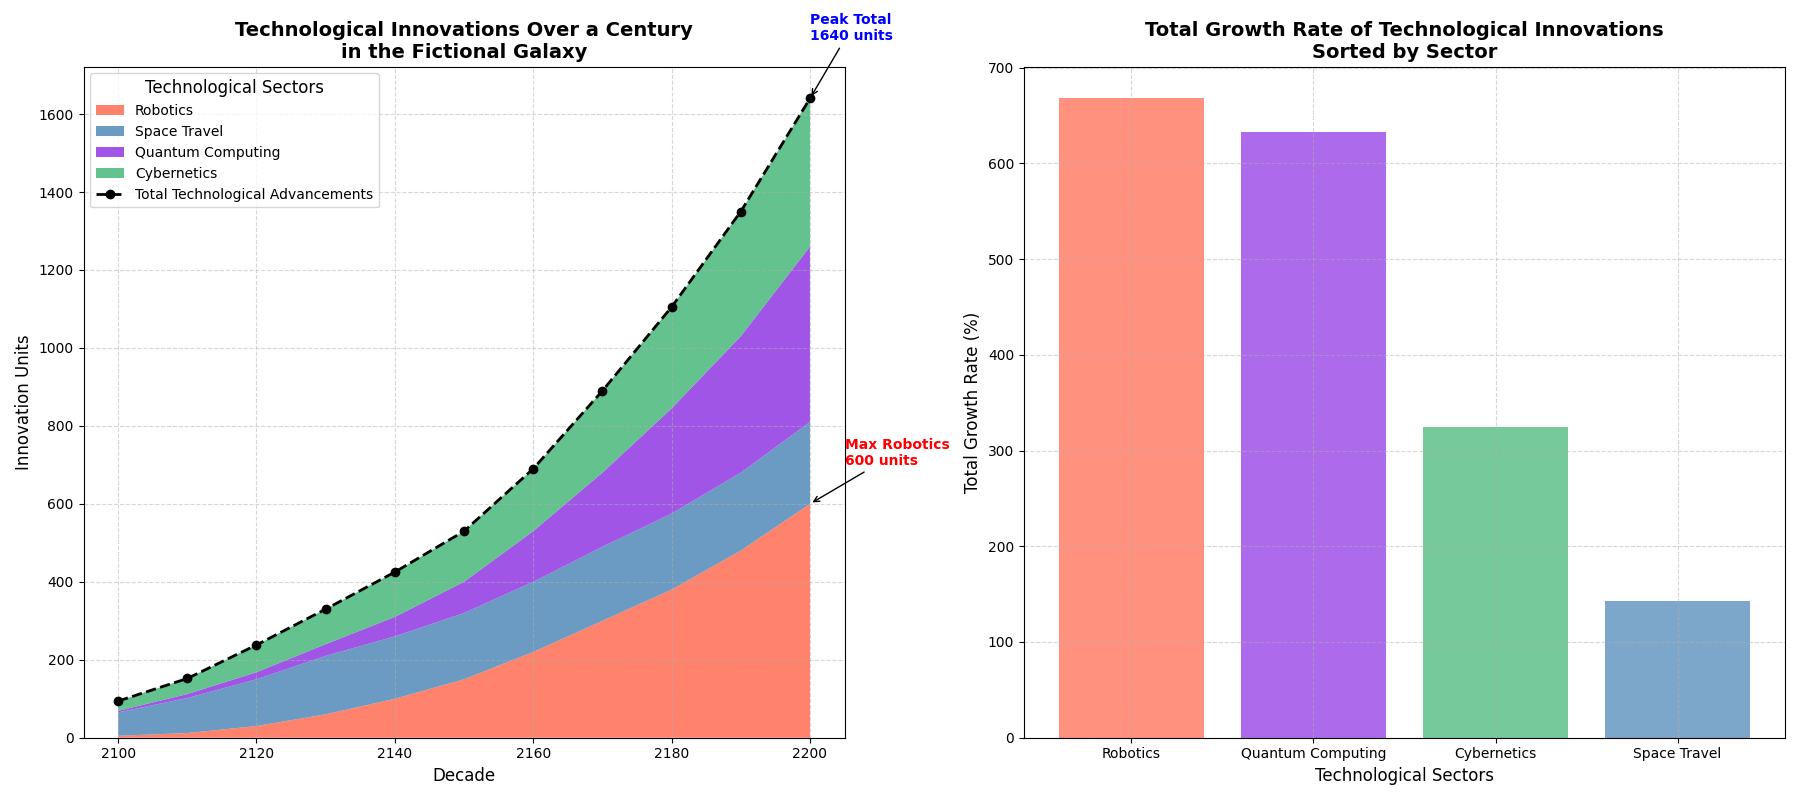 Technological Innovations Over a Century
in the Fictional Galaxy
Peak Total
1640 units
Technological Sectors
Robotics
Space Travel
Quantum Computing
Cybernetics
Total Technological Advancements
Max Robotics
600 units
Innovation Units
1600
1400
1200
1000
800
600
400
200
0
2100
2120
2140
2160
2180
2200
Decade
Total Growth Rate of Technological Innovations
Sorted by Sector
Total Growth Rate (%)
700
600
500
400
300
200
100
0
Robotics
Quantum Computing
Cybernetics
Space Travel
Technological Sectors